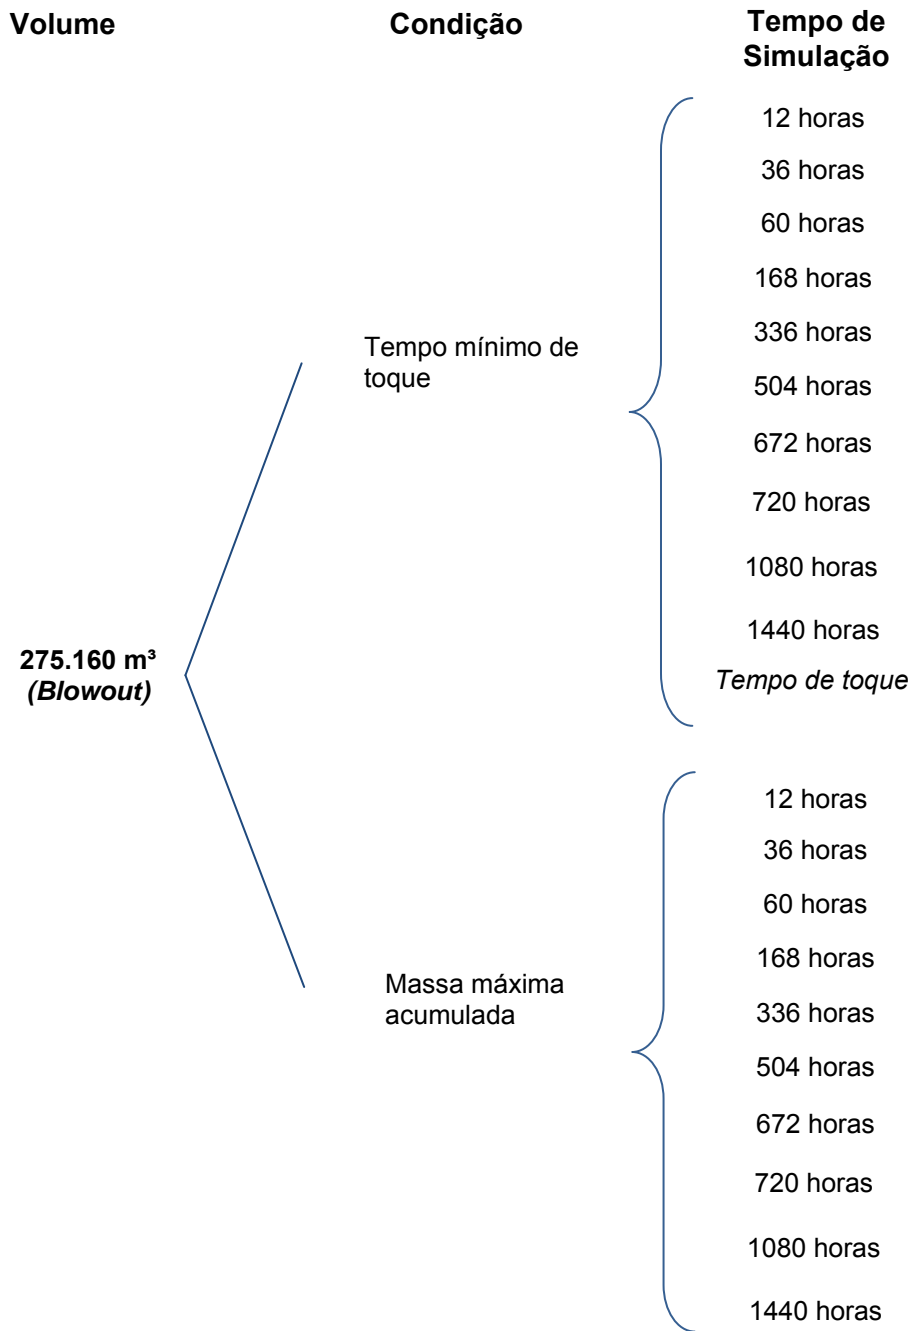 Volume
Condição
Tempo de
Simulação
12 horas
36 horas
60 horas
168 horas
336 horas
504 horas
672 horas
720 horas
1080 horas
1440 horas
Tempo de toque
Tempo mínimo de
toque
275.160 m³
(Blowout)
Massa máxima
acumulada
12 horas
36 horas
60 horas
168 horas
336 horas
504 horas
672 horas
720 horas
1080 horas
1440 horas